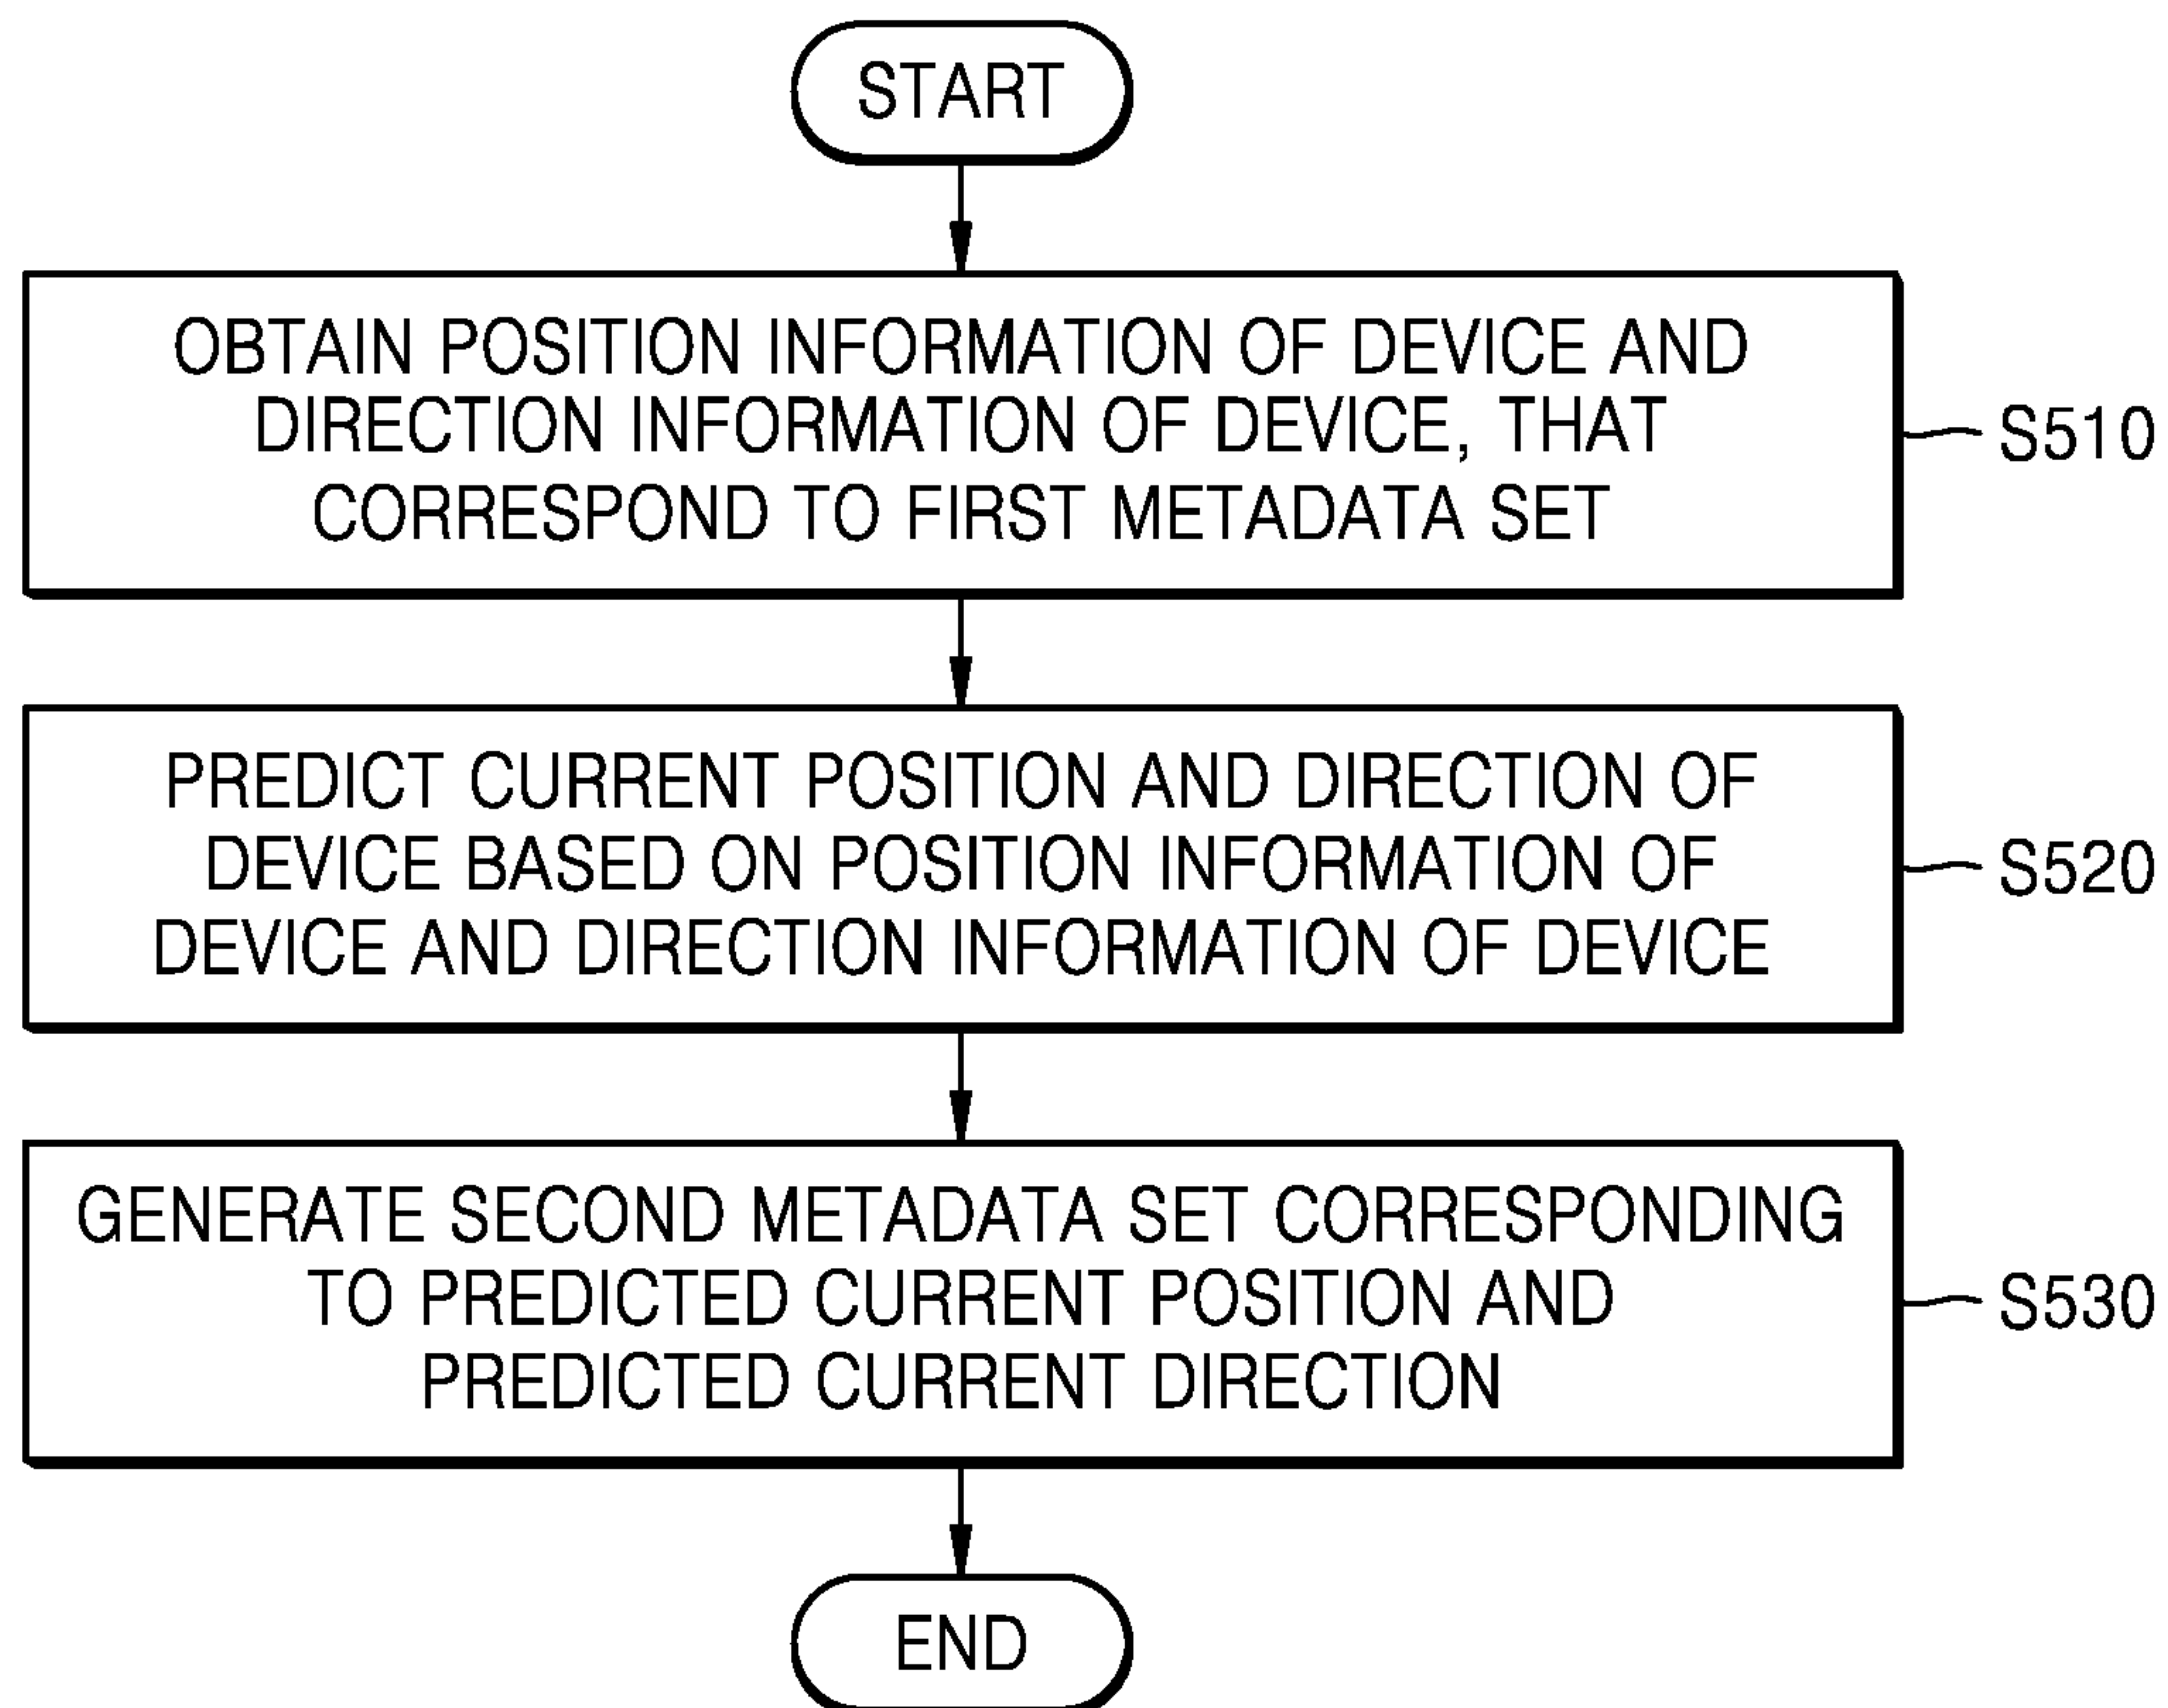 START
OBTAIN POSITION INFORMATION OF DEVICE AND
DIRECTION INFORMATION OF DEVICE, THAT
CORRESPOND TO FIRST METADATA SET
S510
PREDICT CURRENT POSITION AND DIRECTION OF
DEVICE BASED ON POSITION INFORMATION OF
DEVICE AND DIRECTION INFORMATION OF DEVICE
S520
GENERATE SECOND METADATA SET CORRESPONDING
TO PREDICTED CURRENT POSITION AND
PREDICTED CURRENT DIRECTION
S530
END